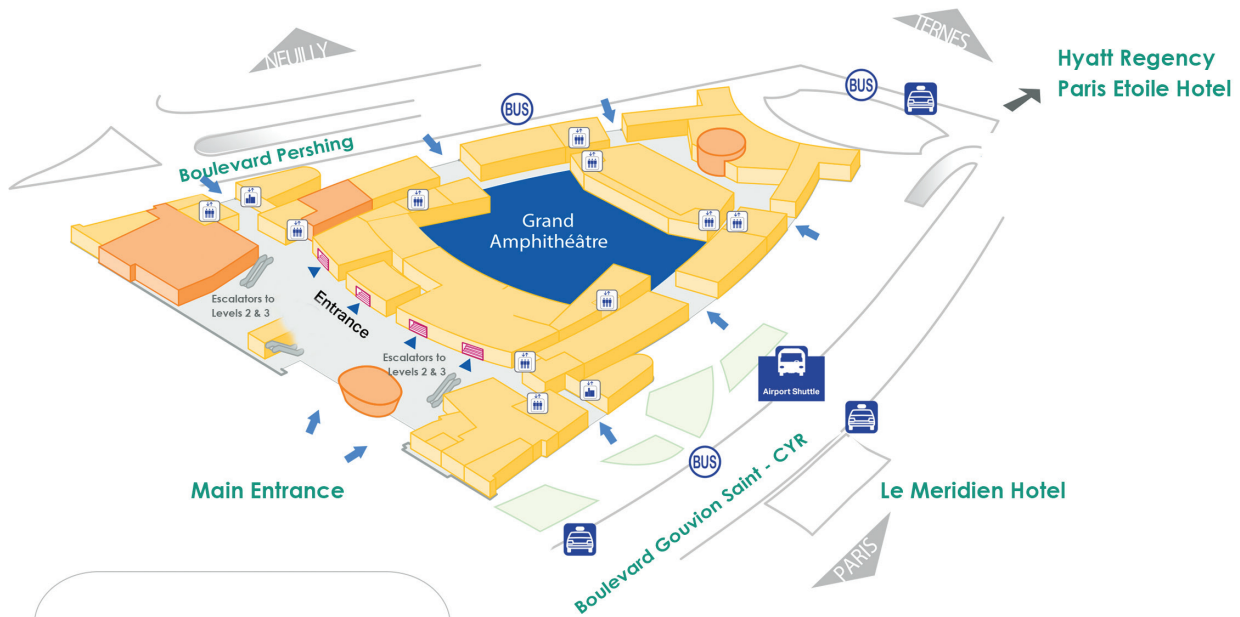 NEUILLY
TERNES
Hyatt Regency
Paris Etoile Hotel
BUS
BUS
Boulevard Pershing
Grand
Amphithéâtre
Escalators to
Levels 2 & 3
Entrance
Escalators to
Levels 2 & 3
Airport Shuttle
Main Entrance
BUS
Le Meridien Hotel
Boulevard Gouvion Saint - CYR
PARIS